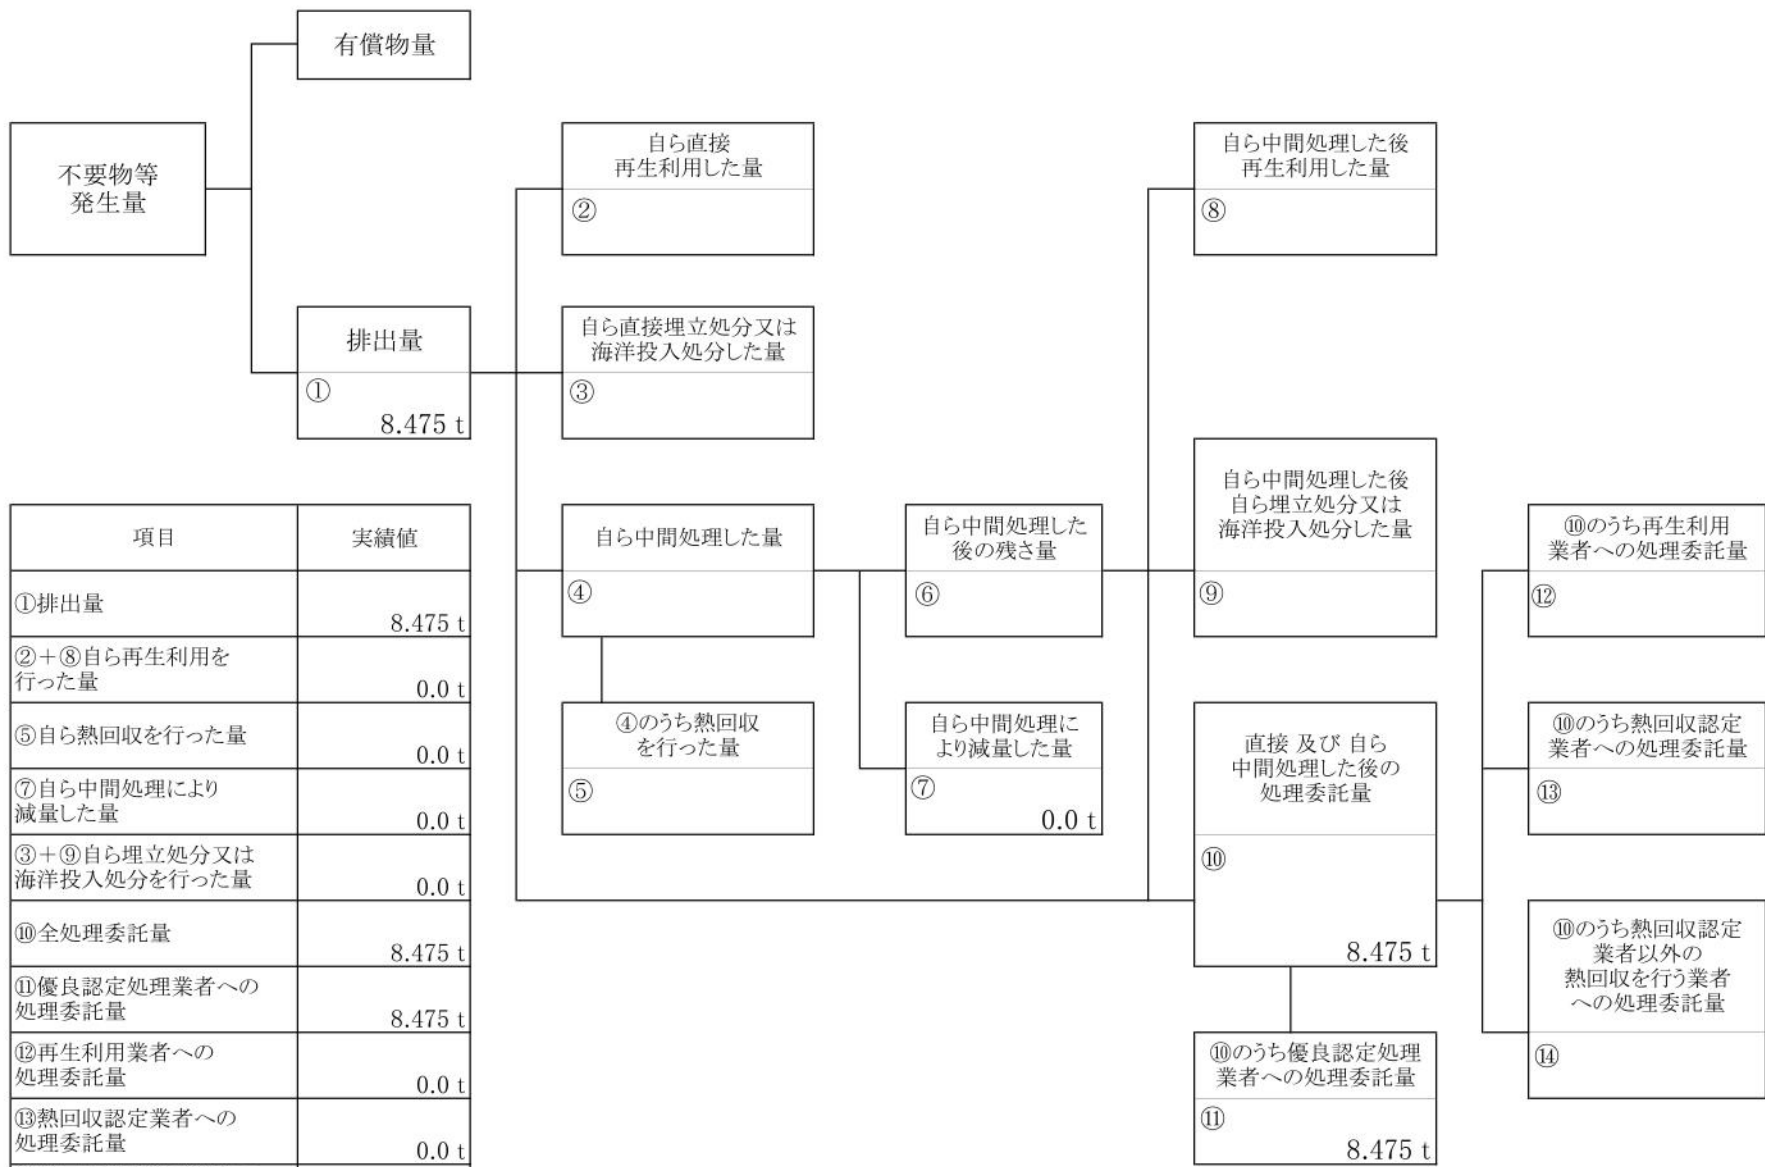 有償物量
不要物等
発生量
排出量
①
8.475 t
自ら直接
再生利用した量
②
自ら直接埋立処分又は
海洋投入処分した量
③
自ら中間処理した量
④
④のうち熱回収
を行った量
⑤
自ら中間処理した
後の残さ量
⑥
自ら中間処理に
より減量した量
⑦
0.0 t
自ら中間処理した後
再生利用した量
⑧
自ら中間処理した後
自ら埋立処分又は
海洋投入処分した量
⑨
直接 及び 自ら
中間処理した後の
処理委託量
⑩
8.475 t
⑩のうち優良認定処理
業者への処理委託量
⑪
8.475 t
⑩のうち再生利用
業者への処理委託量
⑫
⑩のうち熱回収認定
業者への処理委託量
⑬
⑩のうち熱回収認定
業者以外の
熱回収を行う業者
への処理委託量
⑭
項目 実績値
①排出量
8.475 t
②+⑧自ら再生利用を
行った量
0.0 t
⑤自ら熱回収を行った量
0.0 t
⑦自ら中間処理により
減量した量
0.0 t
③+⑨自ら埋立処分又は
海洋投入処分を行った量
0.0 t
⑩全処理委託量
8.475 t
⑪優良認定処理業者への
処理委託量
8.475 t
⑫再生利用業者への
処理委託量
0.0 t
⑬熱回収認定業者への
処理委託量
0.0 t